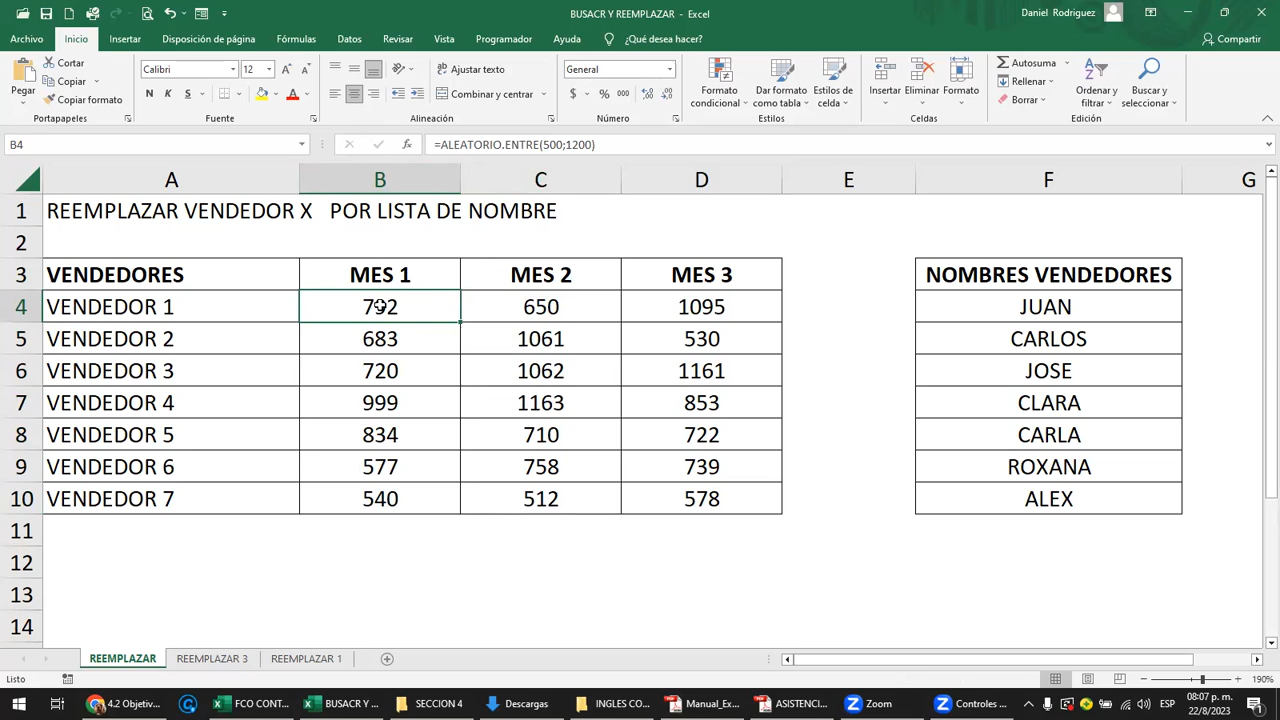 BUSACR Y REEMPLAZAR - Excel
Daniel Rodriguez
Archivo Inicio Insertar Disposición de página Fórmulas Datos Revisar Vista Programador Ayuda ¿Qué desea hacer? Compartir
Pegar
Cortar
Copiar
Copiar formato
Portapapeles
Calibri 12
N K S
Fuente
Ajustar texto
Combinar y centrar
Alineación
General
$ % 000
Número
Formato condicional
Dar formato como tabla
Estilos de celda
Estilos
Insertar Eliminar Formato
Celdas
Autosuma
Rellenar
Borrar
Ordenar y filtrar
Buscar y seleccionar
Edición
B4 fx =ALEATORIO.ENTRE(500;1200)
A B C D E F G
1 REEMPLAZAR VENDEDOR X POR LISTA DE NOMBRE
2
3 VENDEDORES MES 1 MES 2 MES 3 NOMBRES VENDEDORES
4 VENDEDOR 1 650 1095 JUAN
5 VENDEDOR 2 683 1061 530 CARLOS
6 VENDEDOR 3 720 1062 1161 JOSE
7 VENDEDOR 4 999 1163 853 CLARA
8 VENDEDOR 5 834 710 722 CARLA
9 VENDEDOR 6 577 758 739 ROXANA
10 VENDEDOR 7 540 512 578 ALEX
11
12
13
14
REEMPLAZAR REEMPLAZAR 3 REEMPLAZAR 1
Listo 190%
4.2 Objetiv... FCO CONT... BUSACR Y ... SECCION 4 Descargas INGLES CO... Manual_Ex... ASISTENCI... Zoom Controles ... ESP 08:07 p. m.
22/8/2023